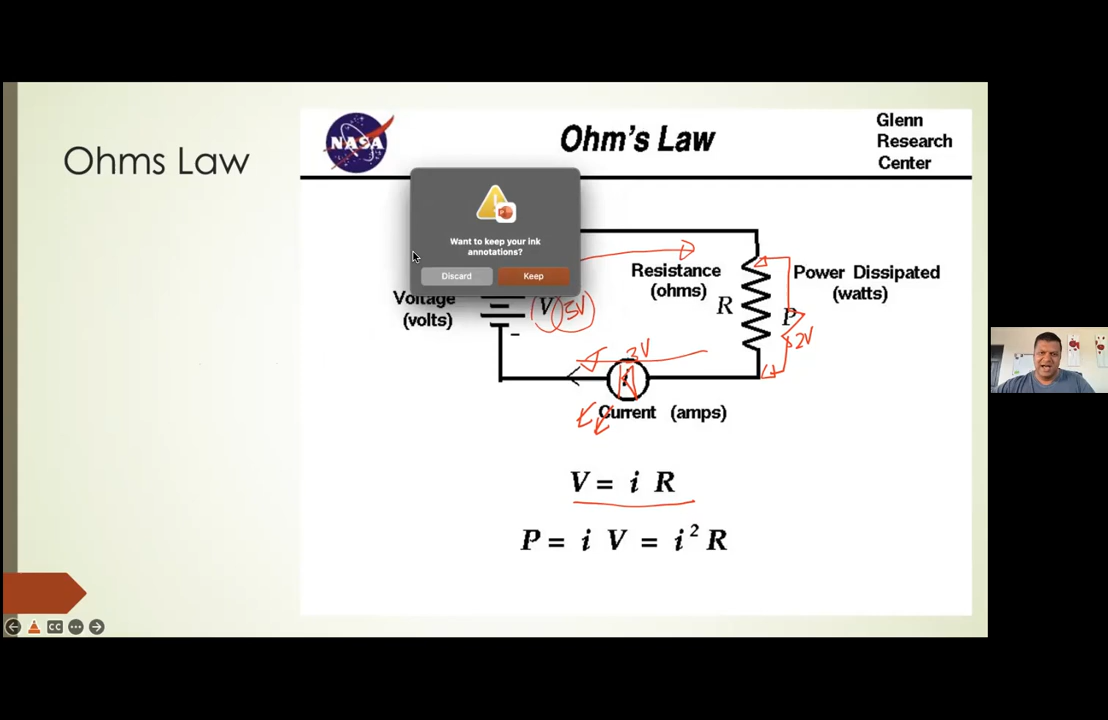 Ohms Law
NASA
Ohm's Law
Glenn
Research
Center
Want to keep your ink
annotations?
Discard
Keep
Voltage
(volts)
V
5V
Resistance
(ohms)
R
Power Dissipated
(watts)
P
2V
3V
Current (amps)
V = i R
P = i V = i² R
CC